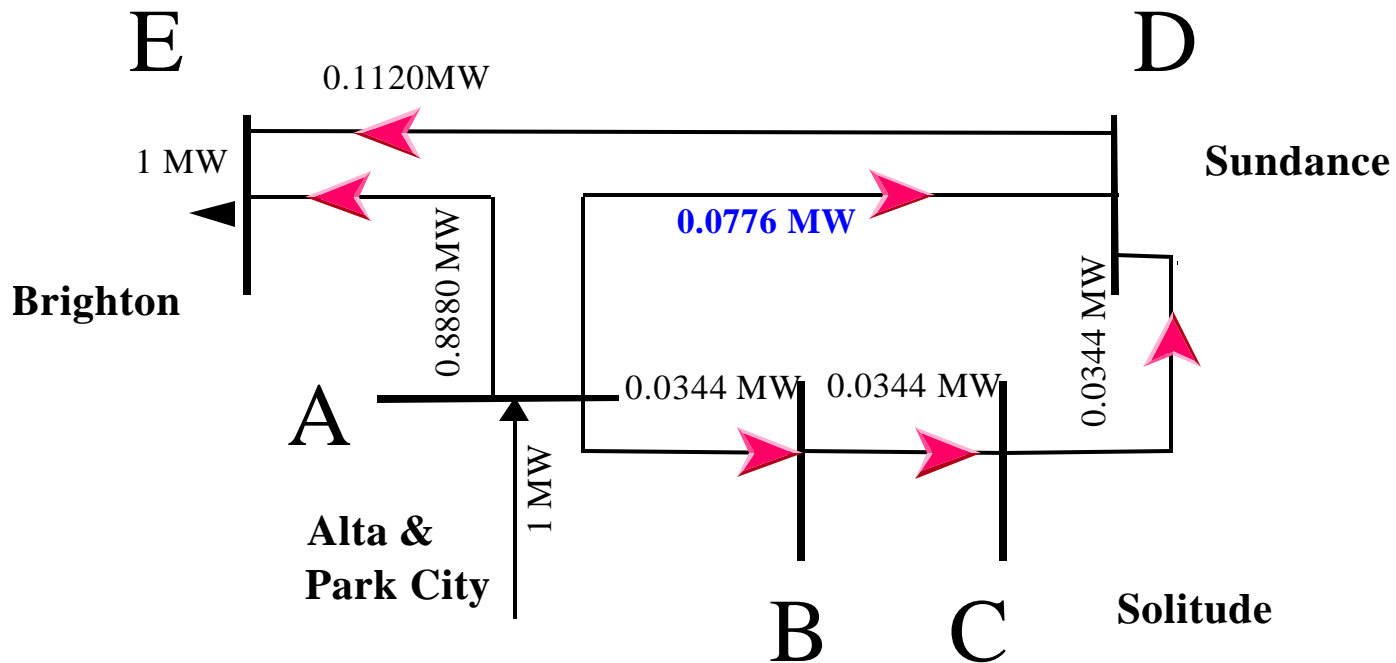 E
D
0.1120MW
1 MW
Sundance
0.0776 MW
0.8880 MW
0.0344 MW
Brighton
0.0344 MW
0.0344 MW
A
1 MW
Alta &
Park City
B
C
Solitude